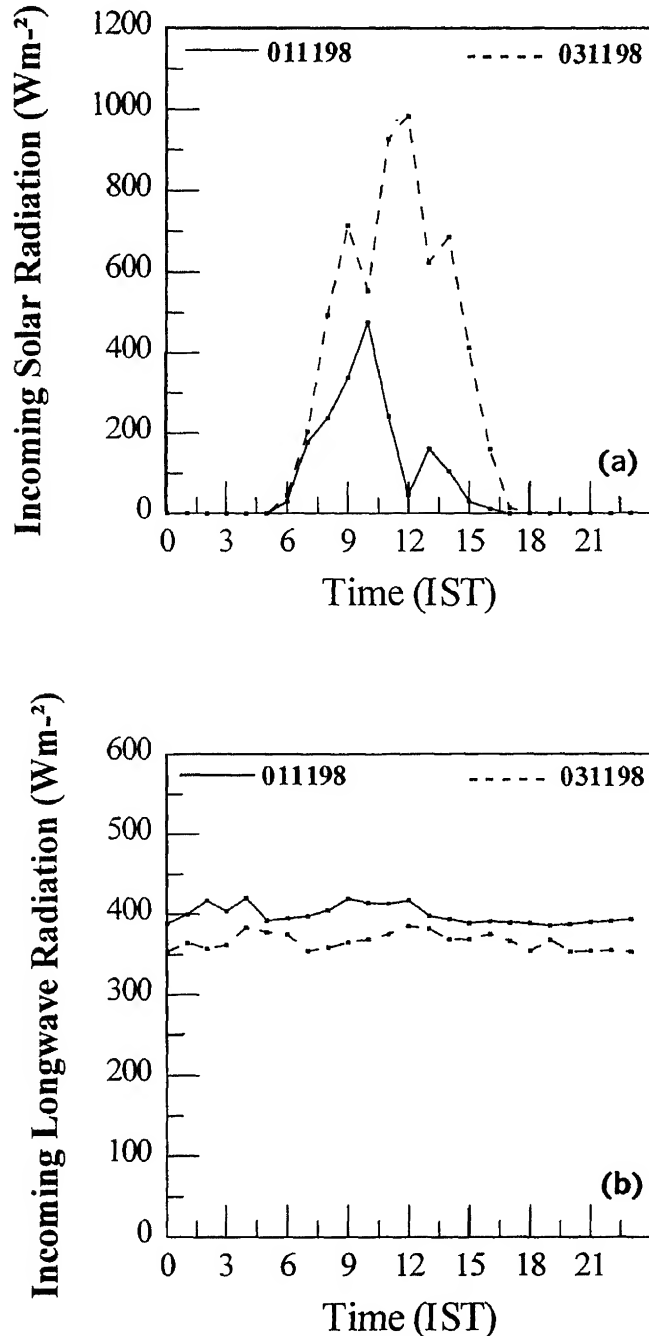 Incoming Solar Radiation (Wm-²)
1200
1000
800
600
400
200
0
011198
031198
(a)
0 3 6 9 12 15 18 21
Time (IST)
Incoming Longwave Radiation (Wm-²)
600
500
400
300
200
100
0
011198
031198
(b)
0 3 6 9 12 15 18 21
Time (IST)